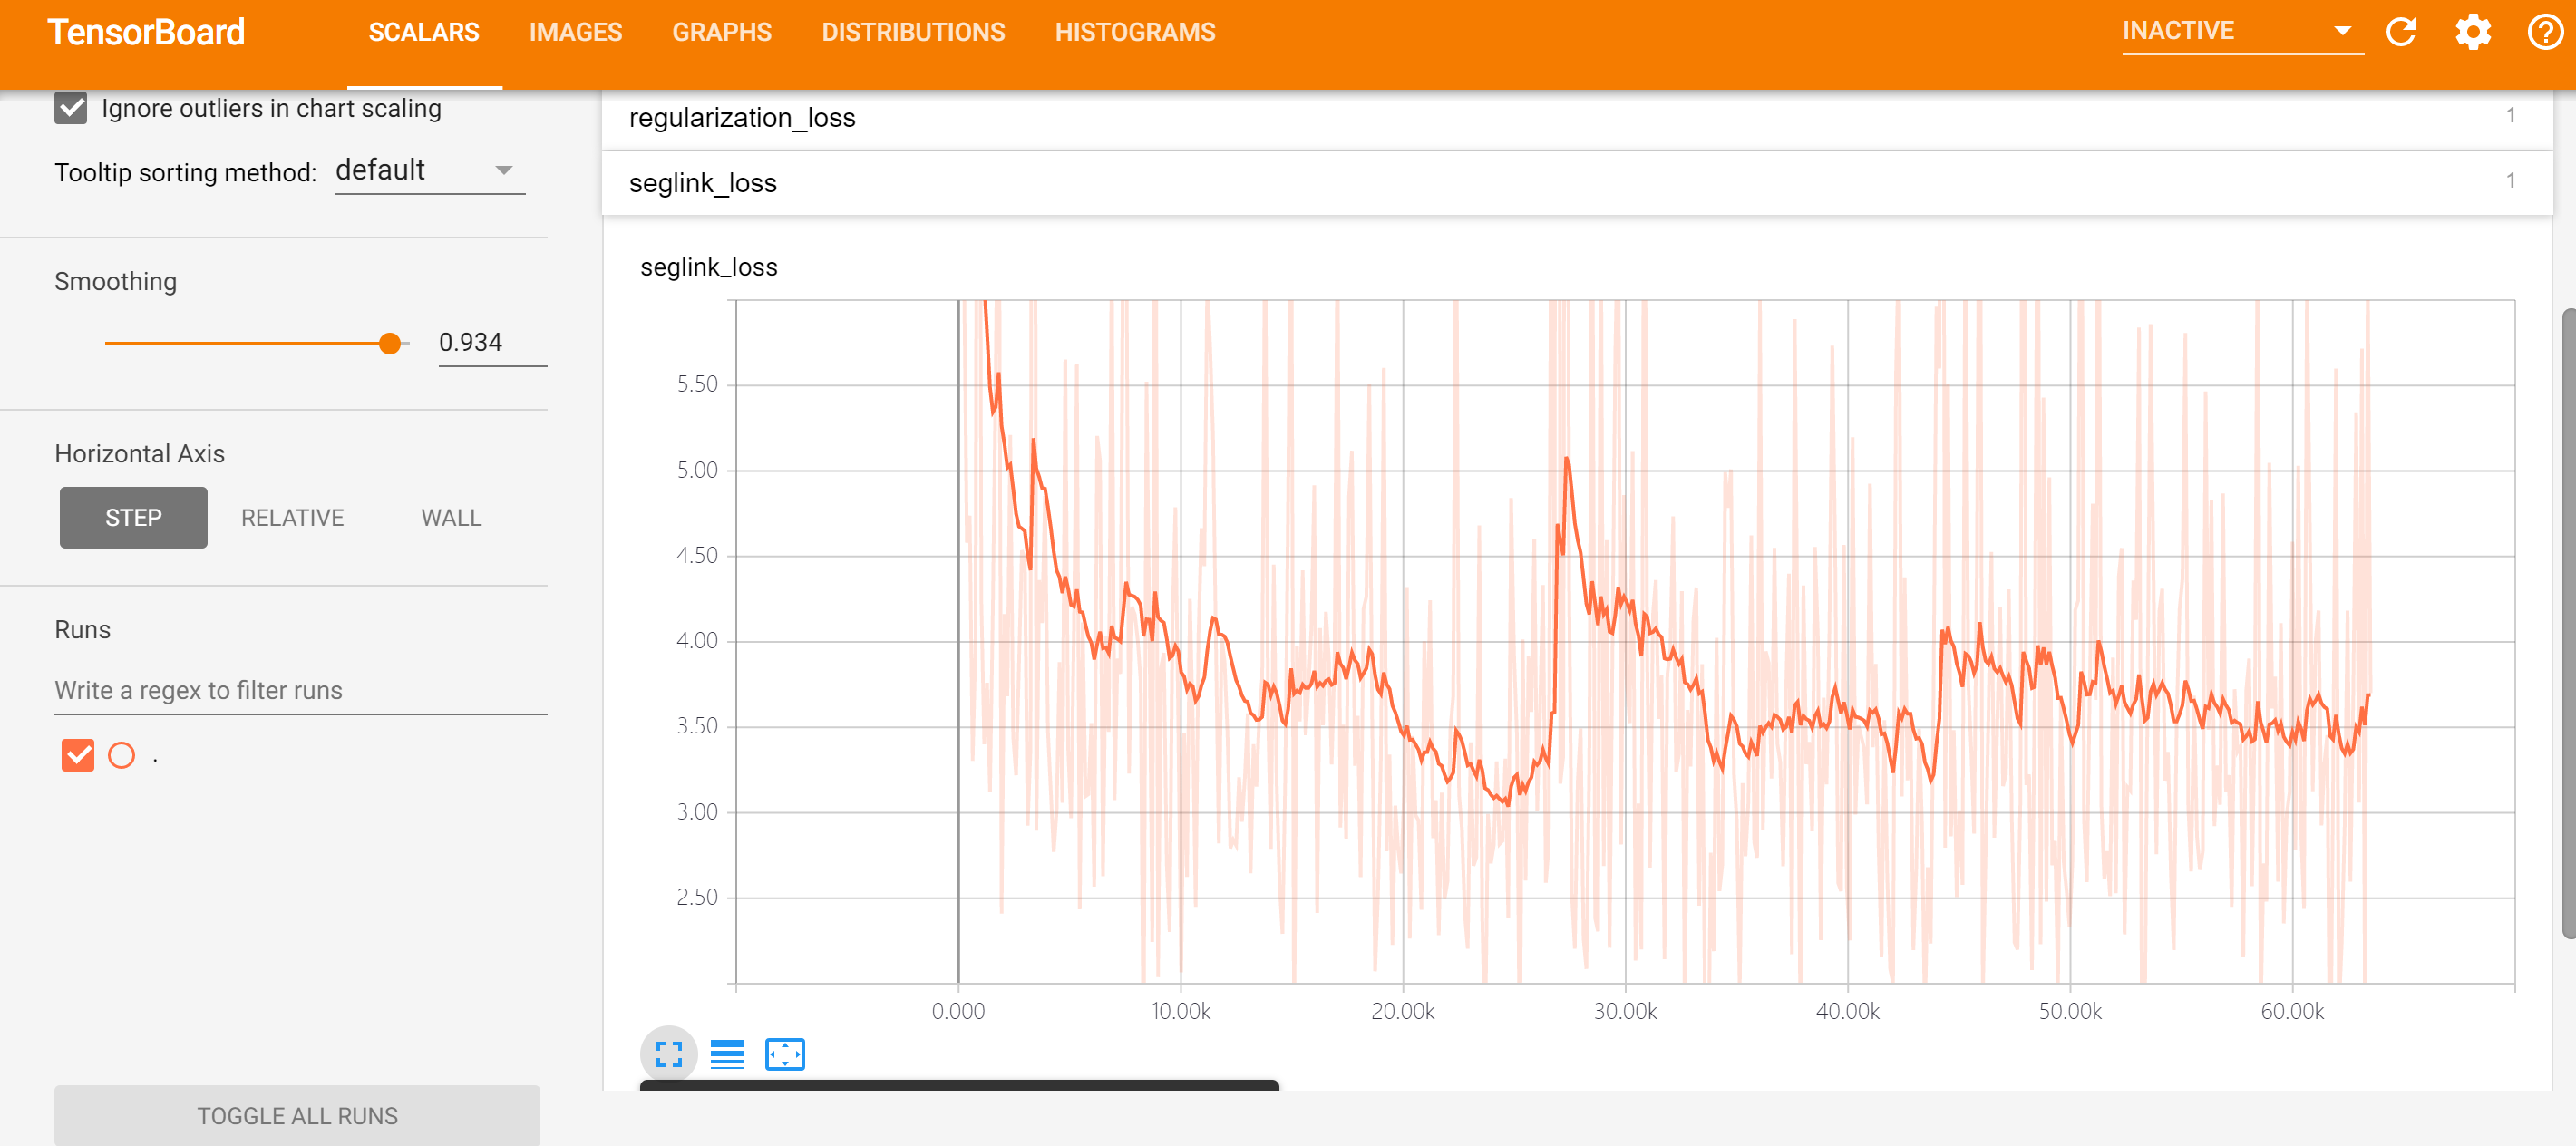 TensorBoard SCALARS IMAGES GRAPHS DISTRIBUTIONS HISTOGRAMS INACTIVE
Ignore outliers in chart scaling
Tooltip sorting method: default
Smoothing
0.934
Horizontal Axis
STEP RELATIVE WALL
Runs
Write a regex to filter runs
.
TOGGLE ALL RUNS
regularization_loss 1
seglink_loss 1
seglink_loss
5.50
5.00
4.50
4.00
3.50
3.00
2.50
0.000 10.00k 20.00k 30.00k 40.00k 50.00k 60.00k